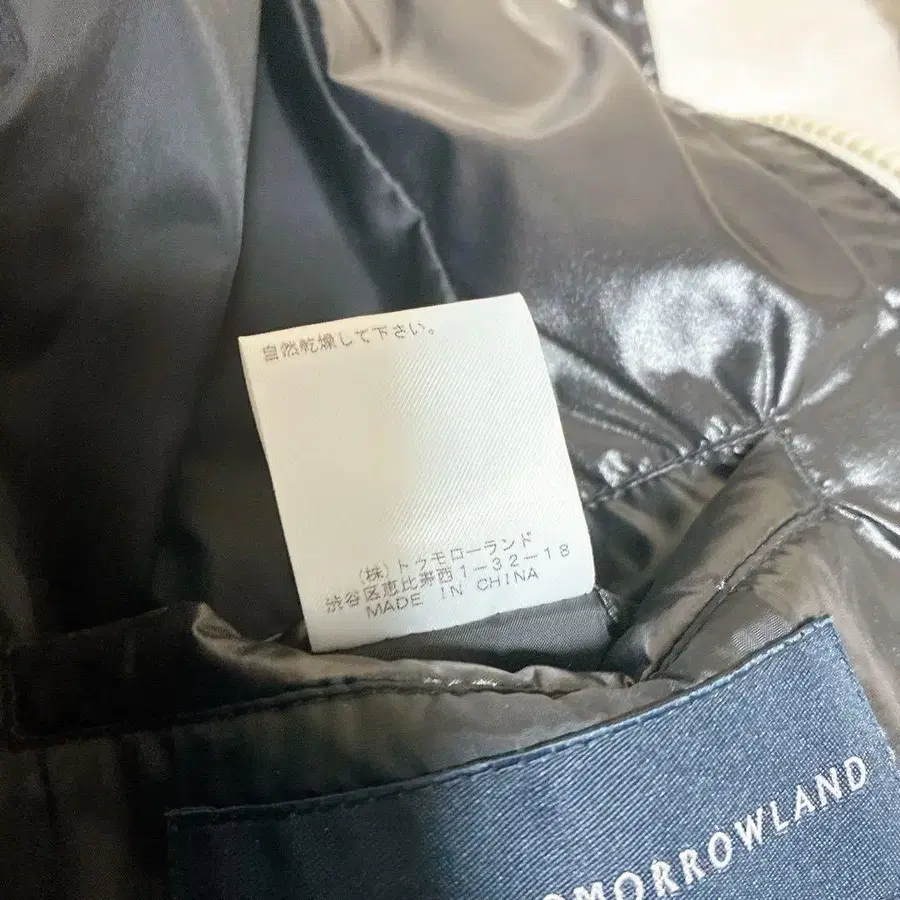 自然乾燥して下さい。
(株)トゥモローランド
渋谷区恵比寿西1-32-18
MADE IN CHINA
TOMORROWLAND